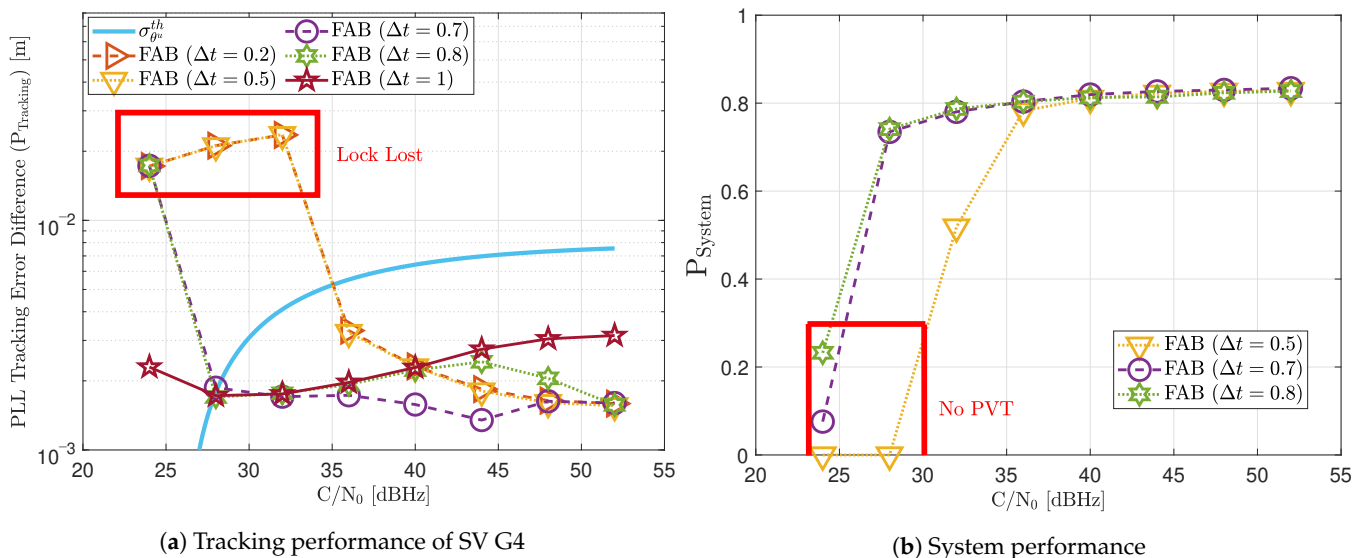 PLL Tracking Error Difference (P_Tracking) [m]
σ^th_θᵘ
FAB (Δt = 0.2)
FAB (Δt = 0.5)
FAB (Δt = 0.7)
FAB (Δt = 0.8)
FAB (Δt = 1)
Lock Lost
10⁻²
10⁻³
20 25 30 35 40 45 50 55
C/N₀ [dBHz]
(a) Tracking performance of SV G4
P_System
1
0.8
0.6
0.4
0.2
0
No PVT
FAB (Δt = 0.5)
FAB (Δt = 0.7)
FAB (Δt = 0.8)
20 25 30 35 40 45 50 55
C/N₀ [dBHz]
(b) System performance